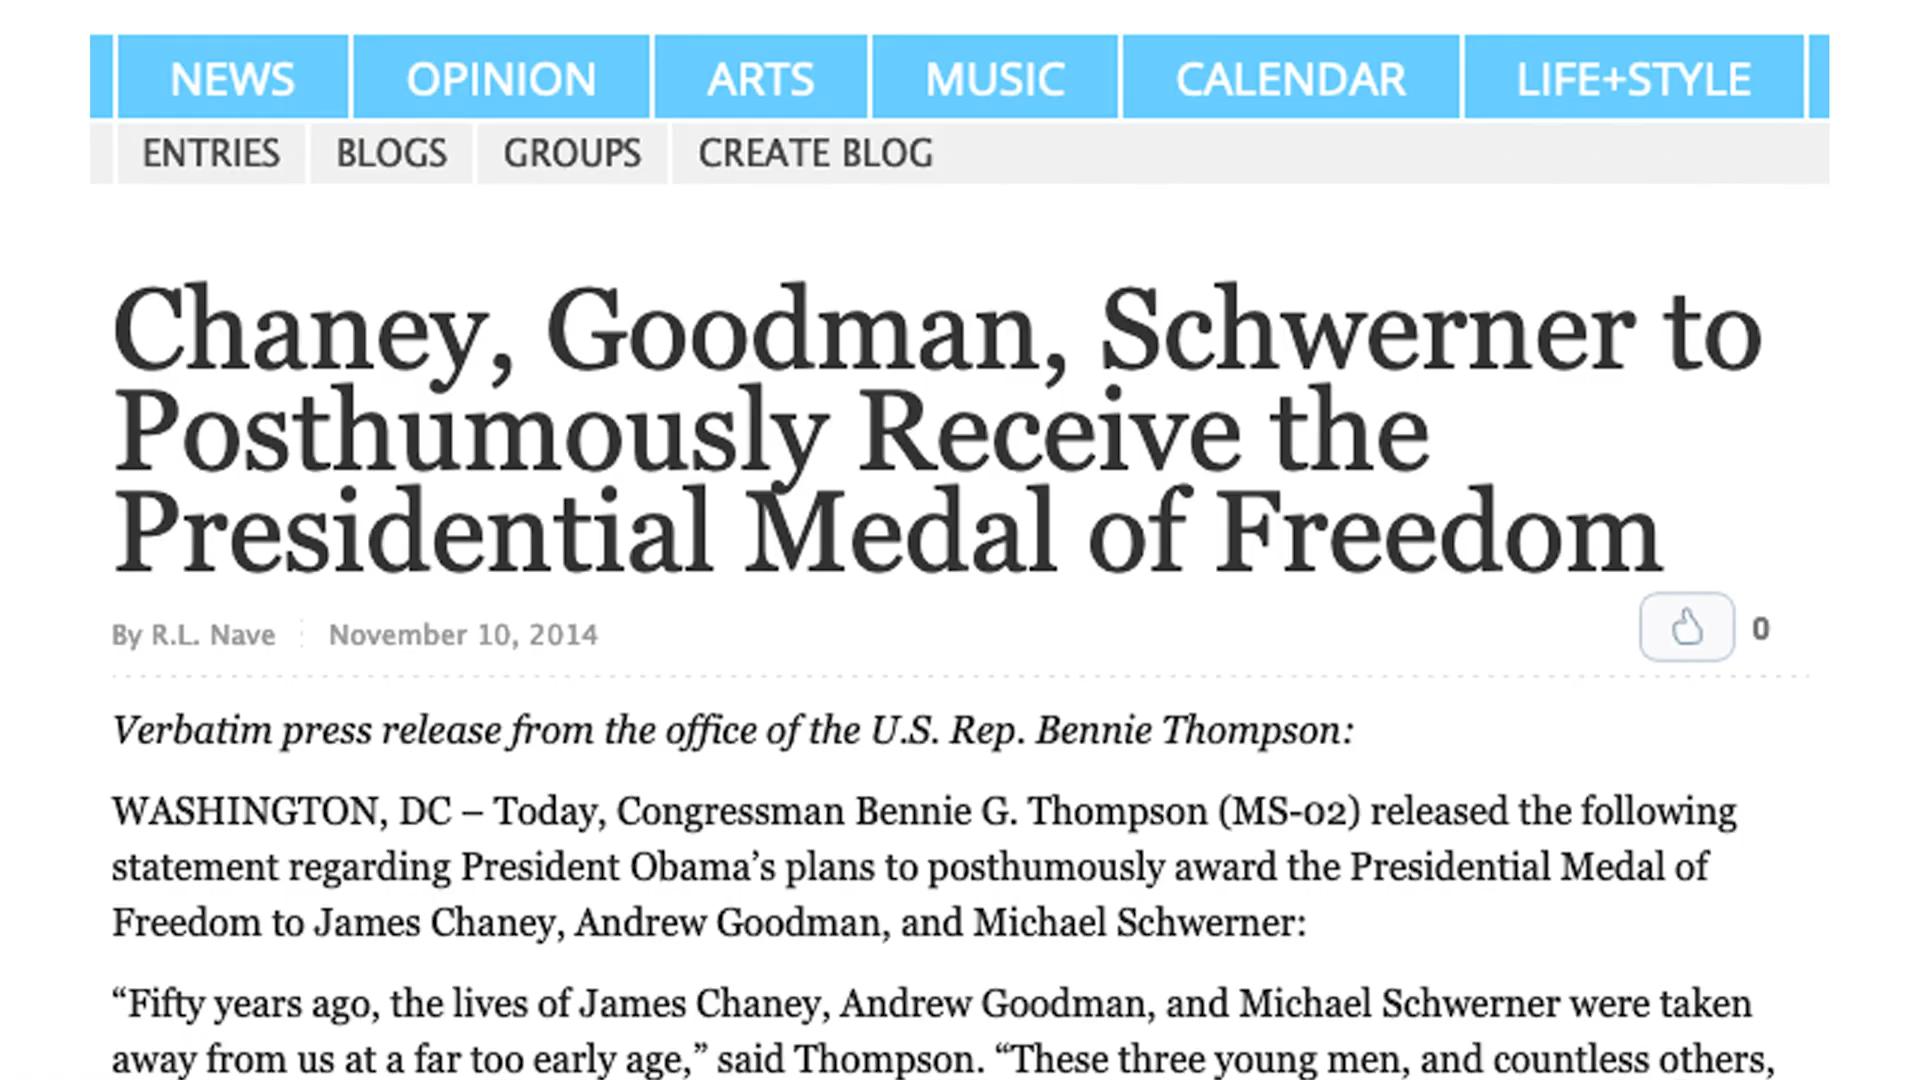 NEWS OPINION ARTS MUSIC CALENDAR LIFE+STYLE
ENTRIES BLOGS GROUPS CREATE BLOG
Chaney, Goodman, Schwerner to
Posthumously Receive the
Presidential Medal of Freedom
By R.L. Nave November 10, 2014
0
Verbatim press release from the office of the U.S. Rep. Bennie Thompson:
WASHINGTON, DC – Today, Congressman Bennie G. Thompson (MS-02) released the following
statement regarding President Obama’s plans to posthumously award the Presidential Medal of
Freedom to James Chaney, Andrew Goodman, and Michael Schwerner:
“Fifty years ago, the lives of James Chaney, Andrew Goodman, and Michael Schwerner were taken
away from us at a far too early age,” said Thompson. “These three young men, and countless others,